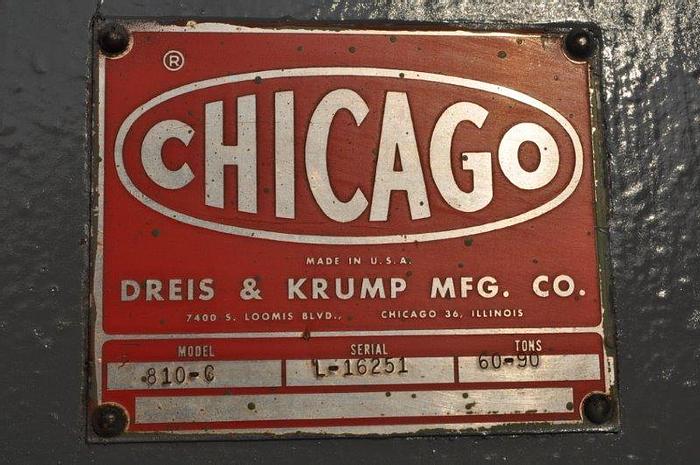 ®
CHICAGO
MADE IN U.S.A.
DREIS & KRUMP MFG. CO.
7400 S. LOOMIS BLVD., CHICAGO 36, ILLINOIS
MODEL SERIAL TONS
810-C L-16251 60-90